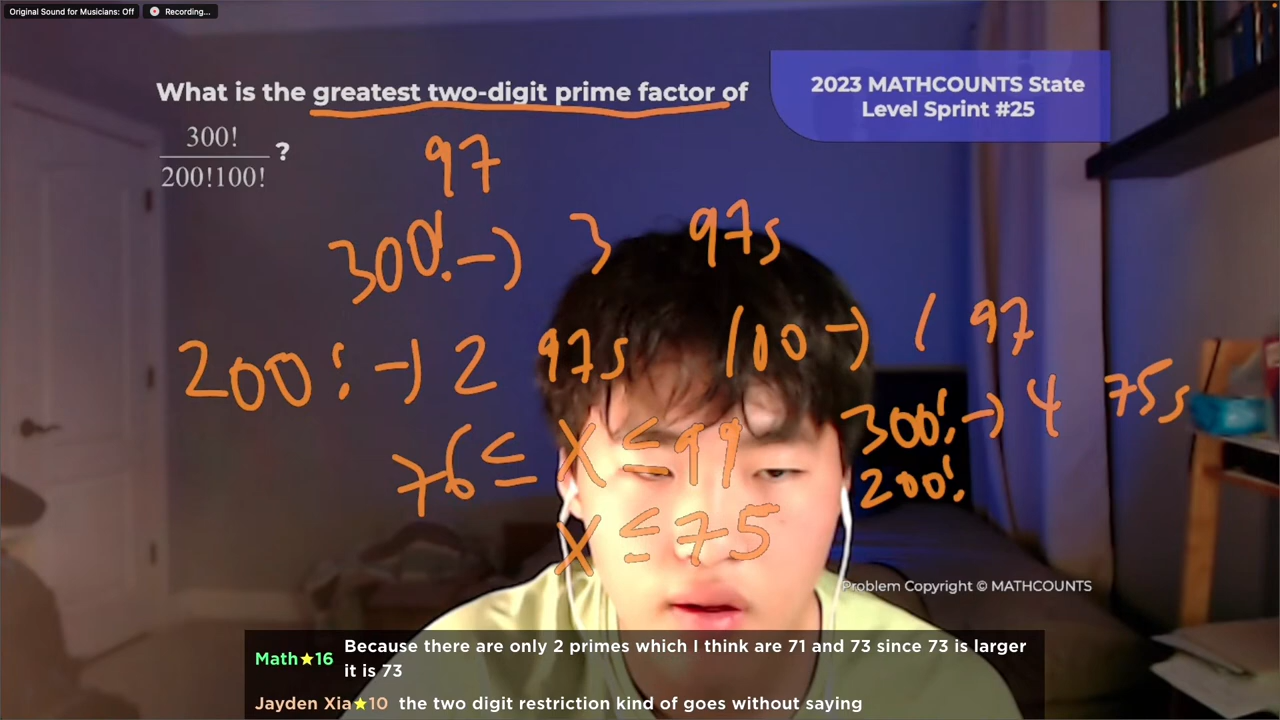 Original Sound for Musicians: Off
Recording...
What is the greatest two-digit prime factor of
300!
200!100!
?
2023 MATHCOUNTS State
Level Sprint #25
97
300! -> 3 97s
200! -> 2 97s
100 -> 1 97
300! -> 4 75s
200!
76 ≤ X ≤ 99
X ≤ 75
Problem Copyright © MATHCOUNTS
Math⭐16 Because there are only 2 primes which I think are 71 and 73 since 73 is larger
it is 73
Jayden Xia⭐10 the two digit restriction kind of goes without saying